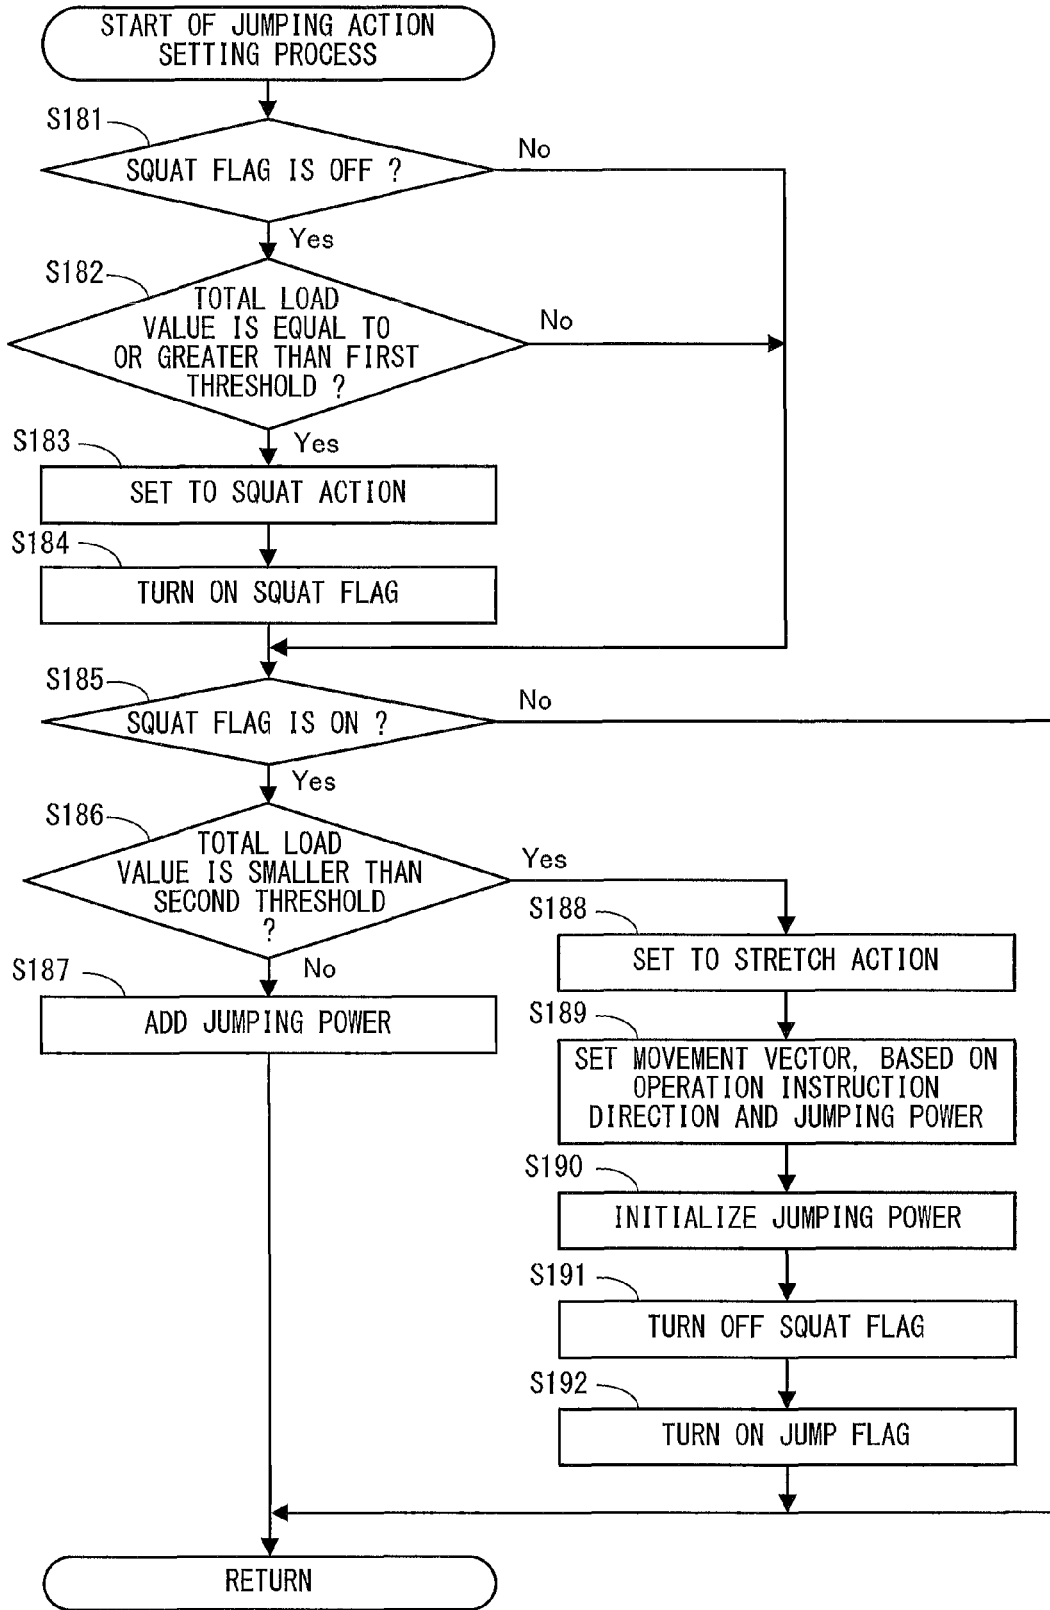 START OF JUMPING ACTION
SETTING PROCESS
S181
SQUAT FLAG IS OFF ?
No
Yes
S182
TOTAL LOAD
VALUE IS EQUAL TO
OR GREATER THAN FIRST
THRESHOLD ?
No
Yes
S183
SET TO SQUAT ACTION
S184
TURN ON SQUAT FLAG
S185
SQUAT FLAG IS ON ?
No
Yes
S186
TOTAL LOAD
VALUE IS SMALLER THAN
SECOND THRESHOLD
?
Yes
No
S187
ADD JUMPING POWER
S188
SET TO STRETCH ACTION
S189
SET MOVEMENT VECTOR, BASED ON
OPERATION INSTRUCTION
DIRECTION AND JUMPING POWER
S190
INITIALIZE JUMPING POWER
S191
TURN OFF SQUAT FLAG
S192
TURN ON JUMP FLAG
RETURN